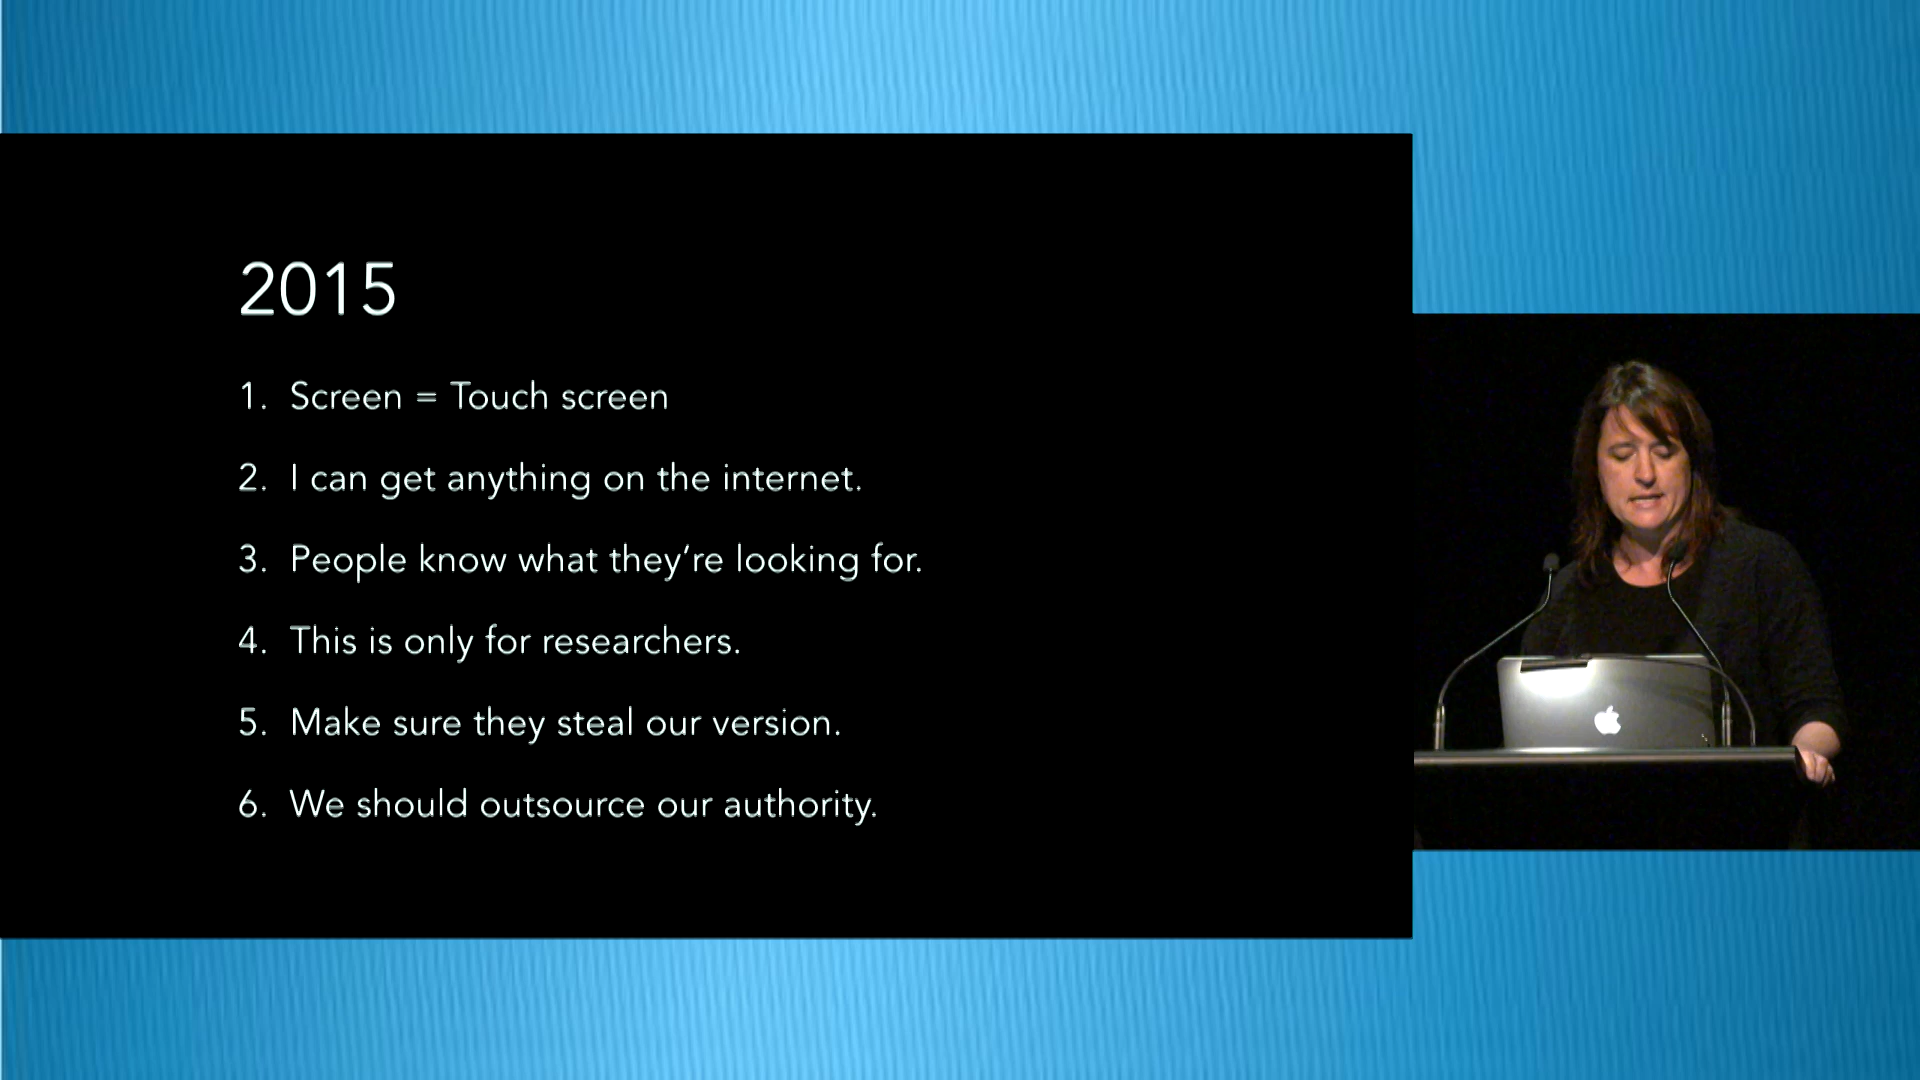 2015
1. Screen = Touch screen
2. I can get anything on the internet.
3. People know what they're looking for.
4. This is only for researchers.
5. Make sure they steal our version.
6. We should outsource our authority.